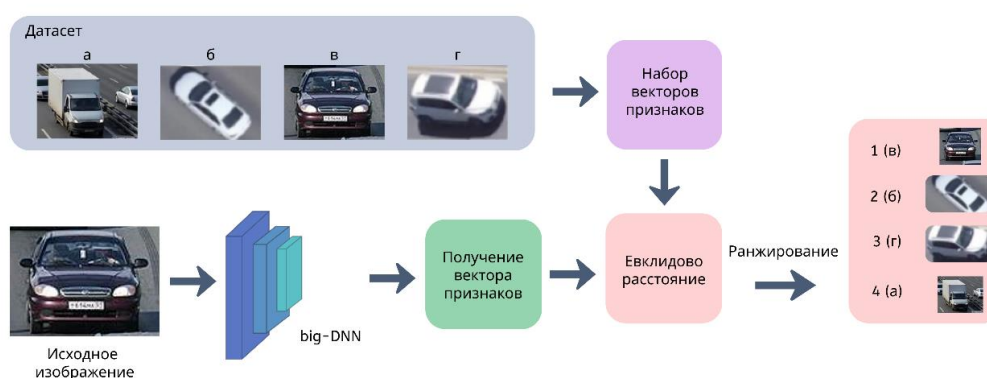 Датасет
а б в г
Набор
векторов
признаков
1 (в)
2 (б)
3 (г)
4 (а)
Получение
вектора
признаков
Евклидово
расстояние
Ранжирование
big-DNN
Исходное
изображение